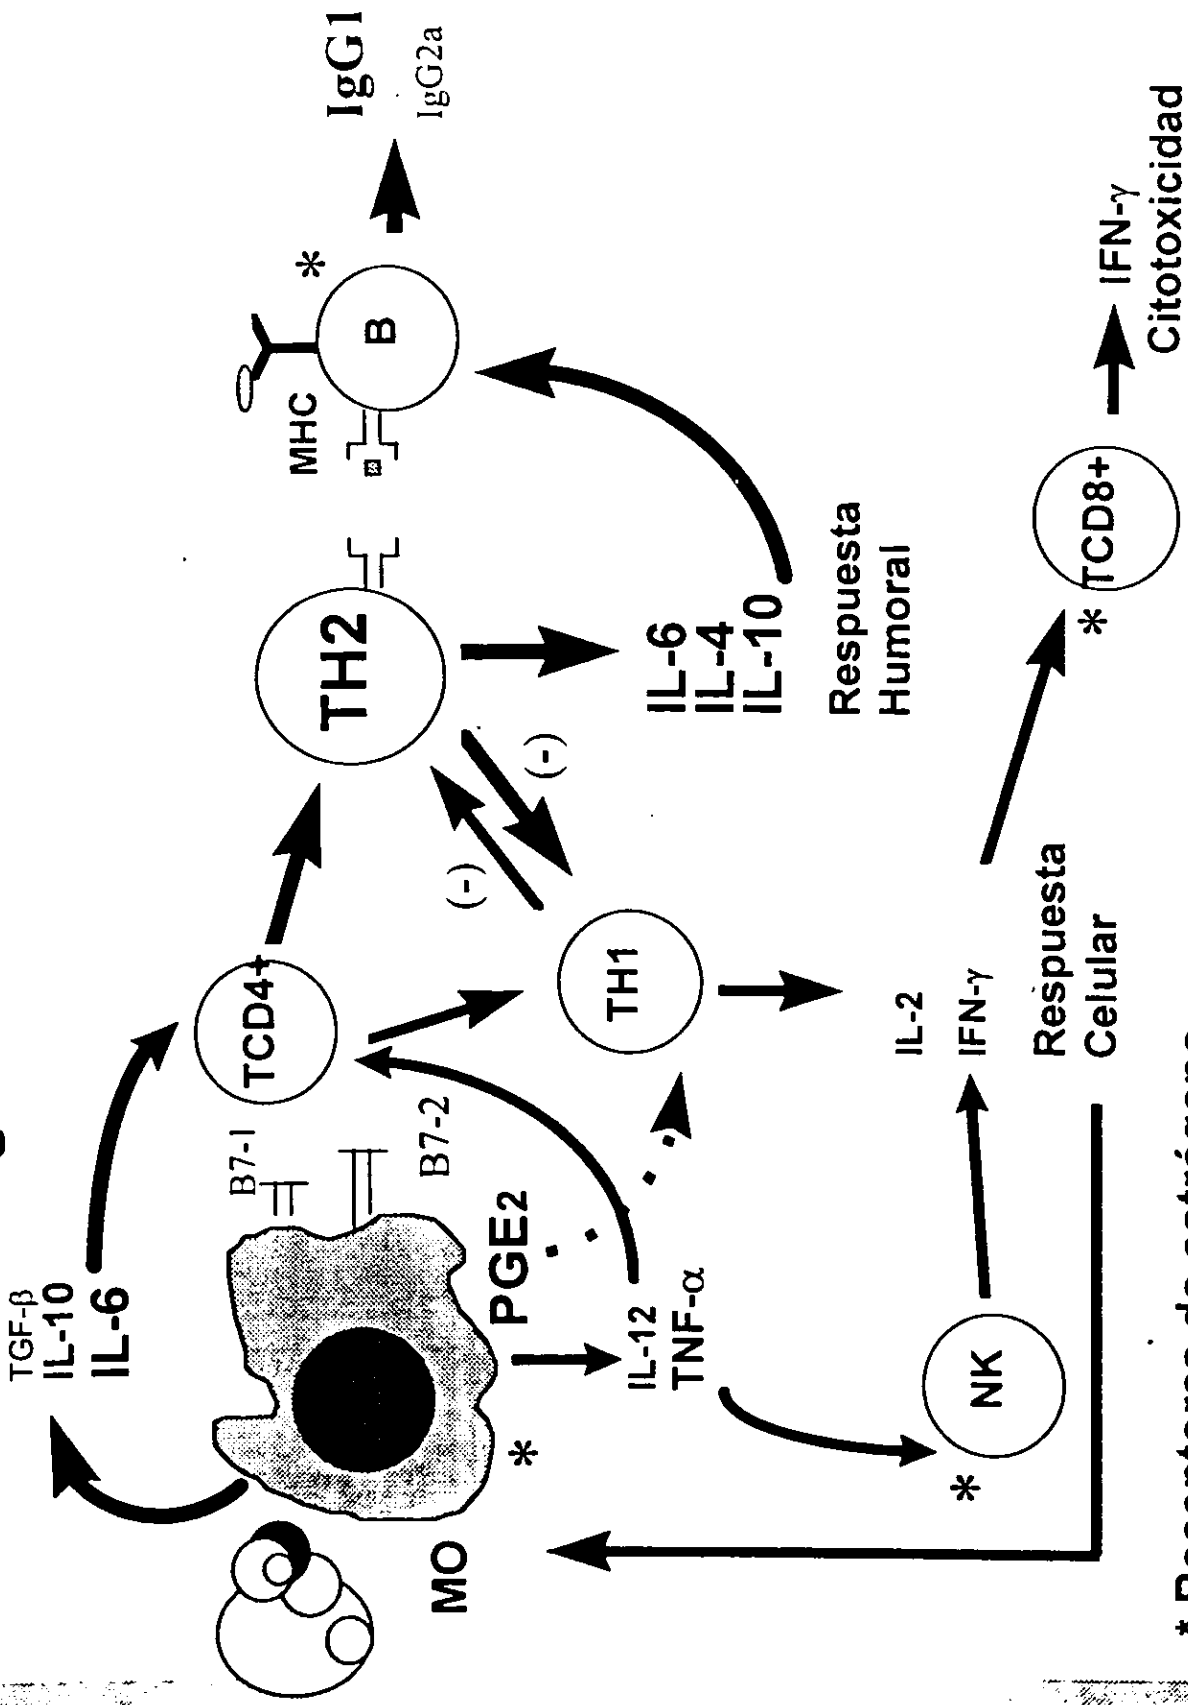 TGF-β
IL-10
IL-6
B7-1
TCD4+
B7-2
PGE2
MO
*
IL-12
TNF-α
TH2
(-)
(-)
TH1
MHC
B
*
IgG1
IgG2a
IL-6
IL-4
IL-10
Respuesta
Humoral
IL-2
IFN-γ
Respuesta
Celular
NK
*
*
TCD8+
IFN-γ
Citotoxicidad